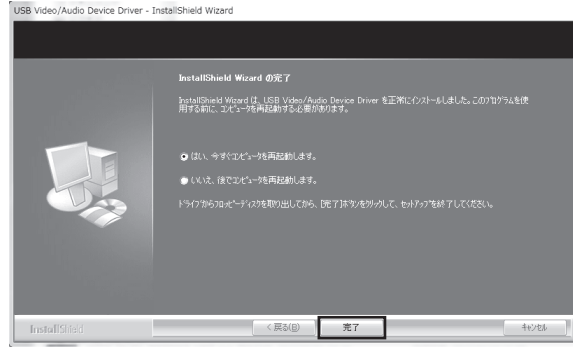 USB Video/Audio Device Driver - InstallShield Wizard
InstallShield Wizard の完了
InstallShield Wizard は、USB Video/Audio Device Driver を正常にインストールしました。このプログラムを使
用する前に、コンピュータを再起動する必要があります。
はい、今すぐコンピュータを再起動します。
いいえ、後でコンピュータを再起動します。
ドライブからフロッピーディスクを取り出してから、[完了]ボタンをクリックして、セットアップを終了してください。
InstallShield
< 戻る(B)
完了
キャンセル